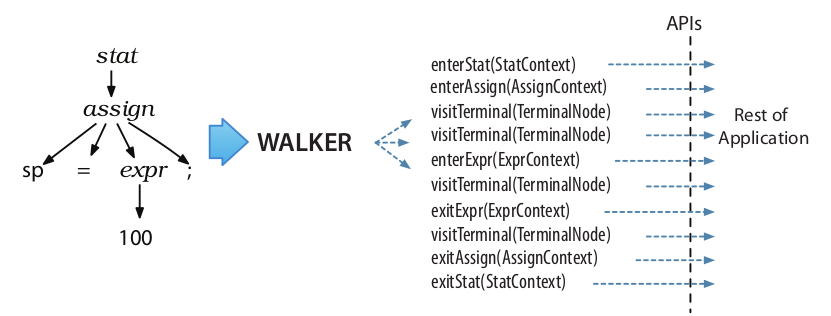 stat
assign
sp = expr ;
100
WALKER
enterStat(StatContext)
enterAssign(AssignContext)
visitTerminal(TerminalNode)
visitTerminal(TerminalNode)
enterExpr(ExprContext)
visitTerminal(TerminalNode)
exitExpr(ExprContext)
visitTerminal(TerminalNode)
exitAssign(AssignContext)
exitStat(StatContext)
APIs
Rest of
Application